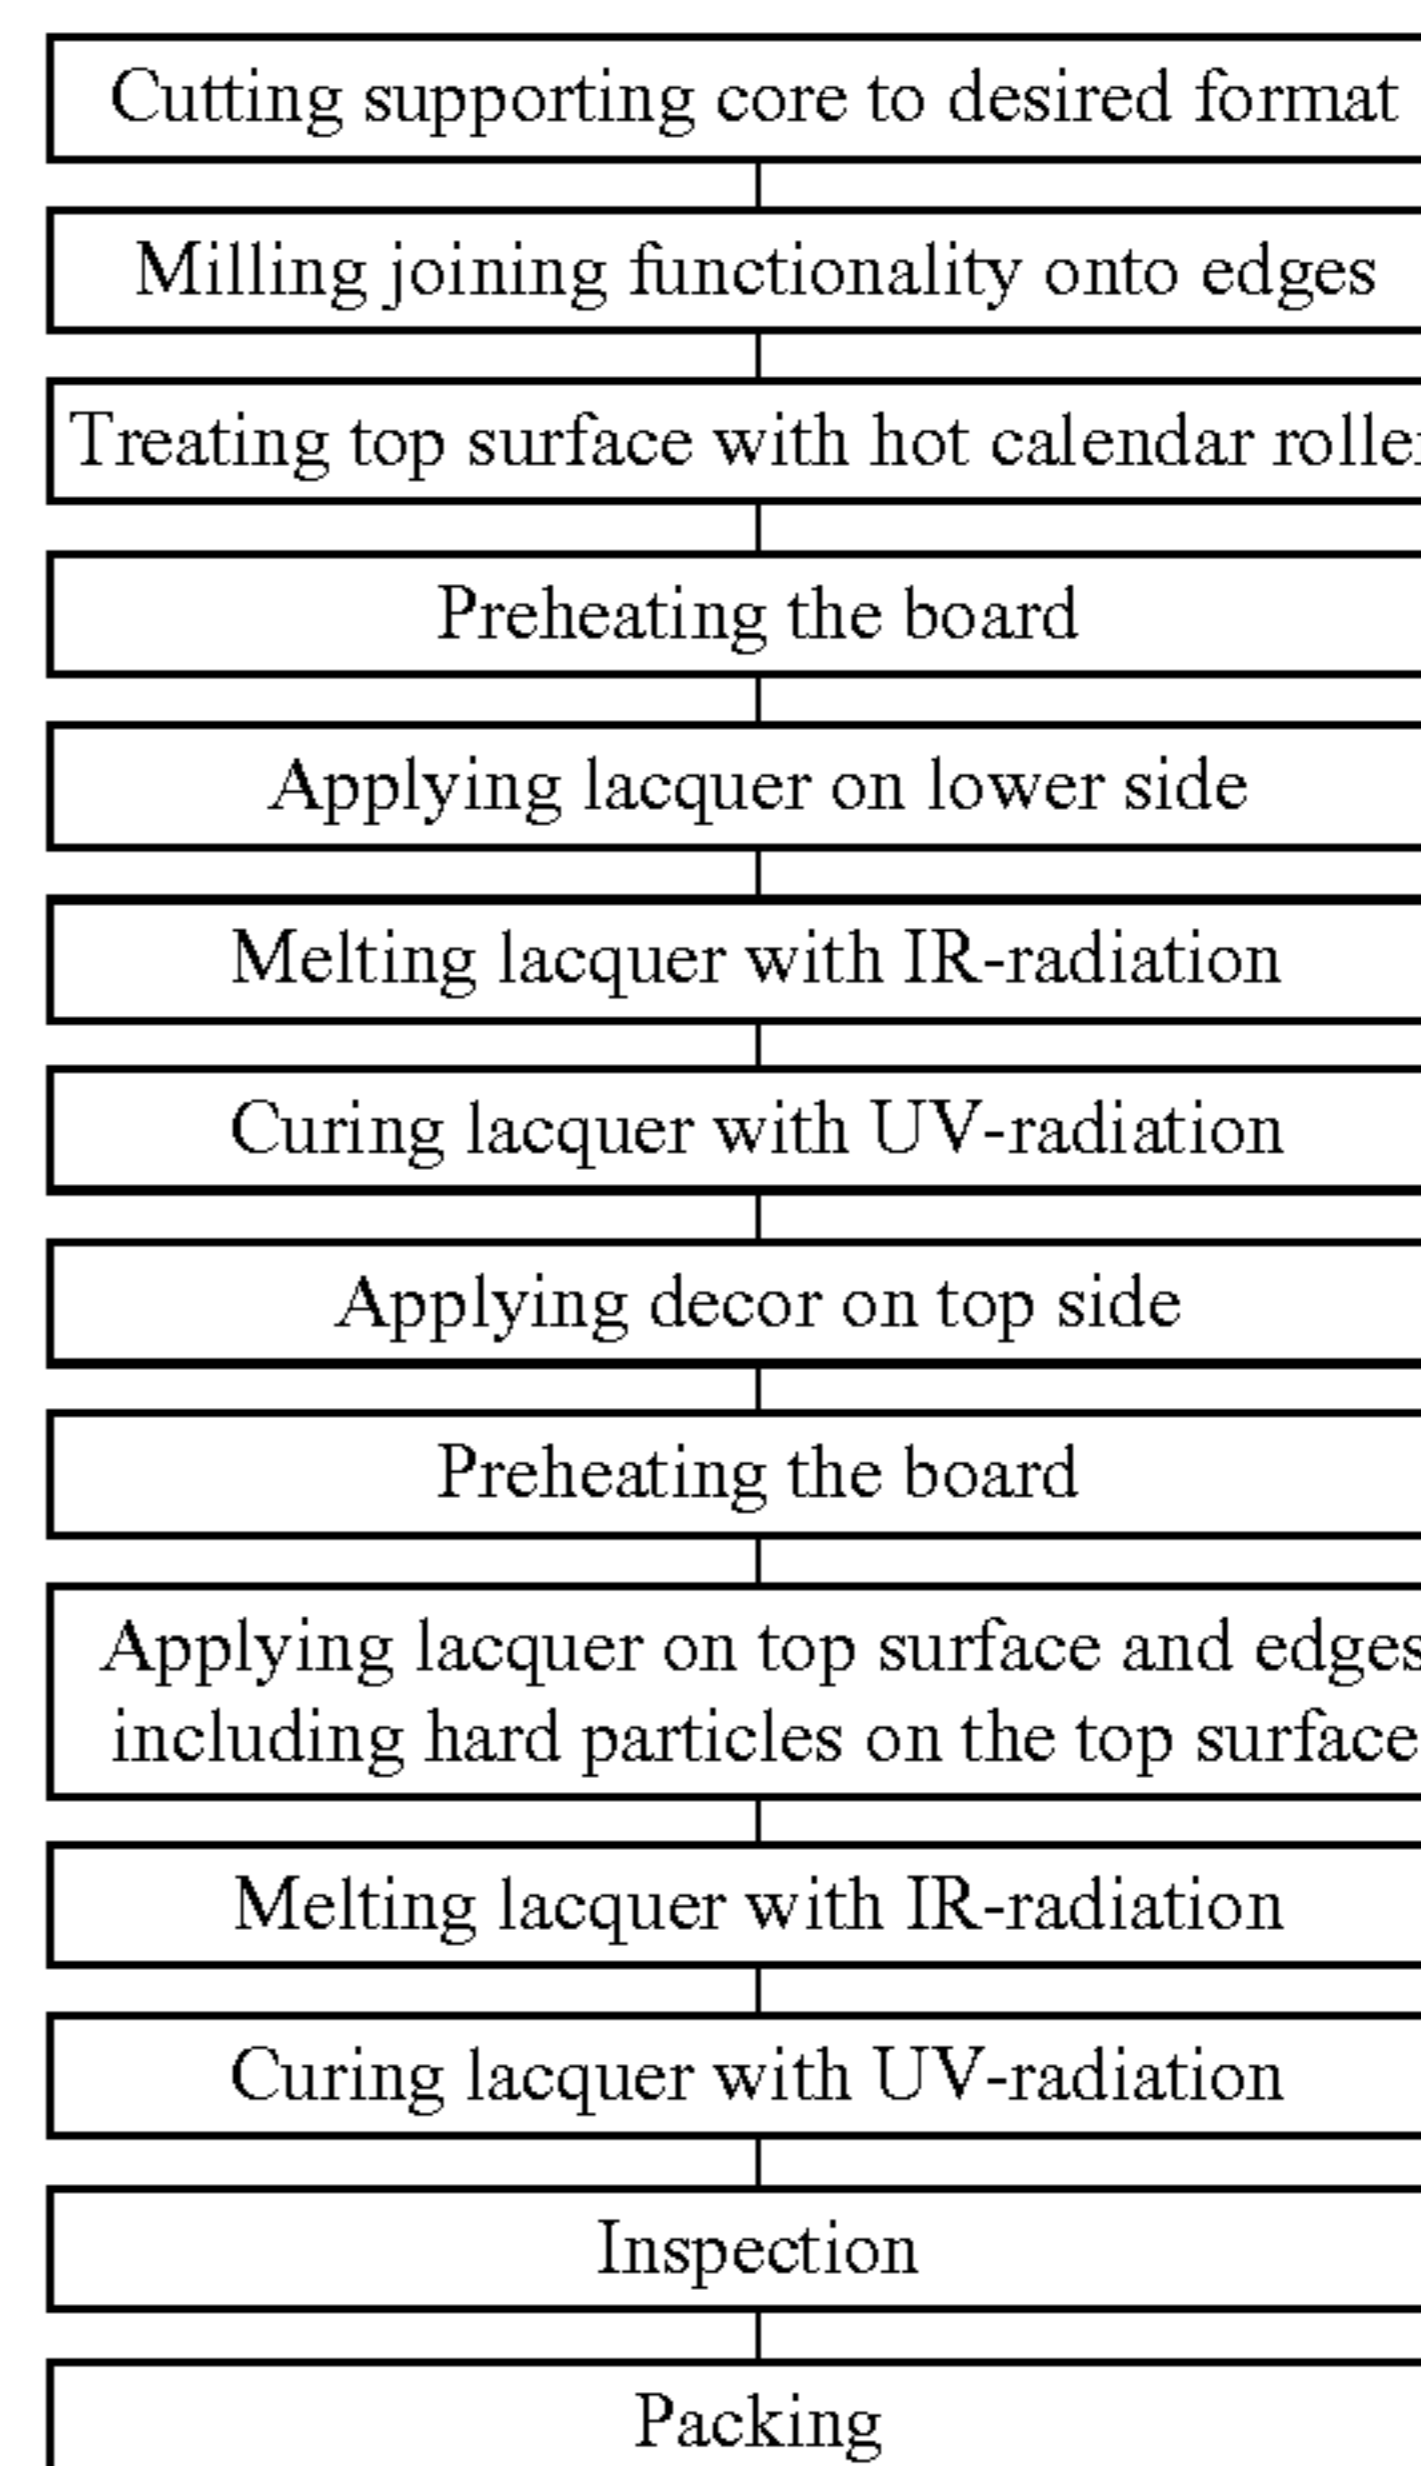 Cutting supporting core to desired format
Milling joining functionality onto edges
Treating top surface with hot calendar roller
Preheating the board
Applying lacquer on lower side
Melting lacquer with IR-radiation
Curing lacquer with UV-radiation
Applying decor on top side
Preheating the board
Applying lacquer on top surface and edges
including hard particles on the top surface
Melting lacquer with IR-radiation
Curing lacquer with UV-radiation
Inspection
Packing